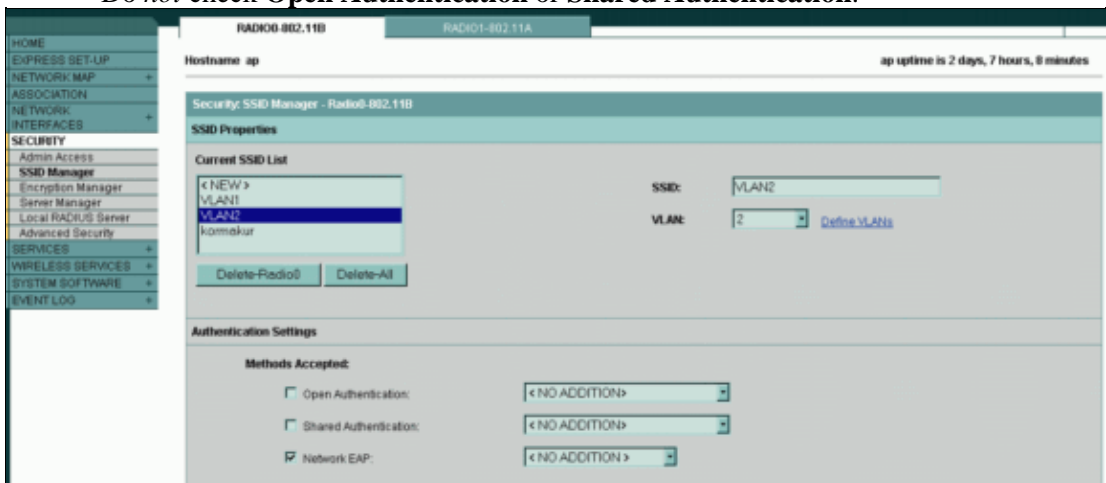 Do not check Open Authentication or Shared Authentication.
RADIO0-802.11B
RADIO1-802.11A
HOME
EXPRESS SET-UP
NETWORK MAP +
ASSOCIATION
NETWORK
INTERFACES +
SECURITY
Admin Access
SSID Manager
Encryption Manager
Server Manager
Local RADIUS Server
Advanced Security
SERVICES +
WIRELESS SERVICES +
SYSTEM SOFTWARE +
EVENT LOG +
Hostname ap
ap uptime is 2 days, 7 hours, 8 minutes
Security: SSID Manager - Radio0-802.11B
SSID Properties
Current SSID List
< NEW >
VLAN1
VLAN2
kormakur
SSID: VLAN2
VLAN: 2 Define VLANs
Delete-Radio0 Delete-All
Authentication Settings
Methods Accepted:
Open Authentication: < NO ADDITION>
Shared Authentication: < NO ADDITION>
Network EAP: < NO ADDITION >